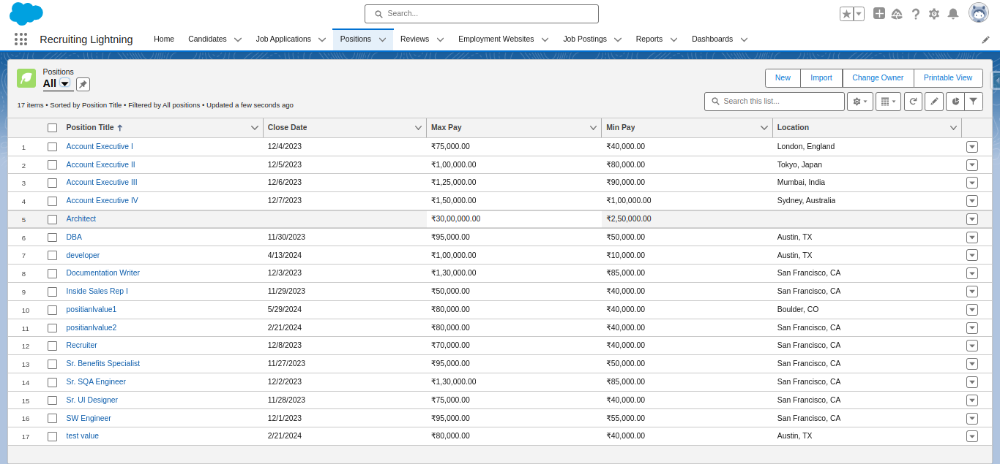 Search...
Recruiting Lightning Home Candidates Job Applications Positions Reviews Employment Websites Job Postings Reports Dashboards
Positions
All
New Import Change Owner Printable View
17 items • Sorted by Position Title • Filtered by All positions • Updated a few seconds ago
Search this list...
Position Title Close Date Max Pay Min Pay Location
1 Account Executive I 12/4/2023 ₹75,000.00 ₹40,000.00 London, England
2 Account Executive II 12/5/2023 ₹1,00,000.00 ₹80,000.00 Tokyo, Japan
3 Account Executive III 12/6/2023 ₹1,25,000.00 ₹90,000.00 Mumbai, India
4 Account Executive IV 12/7/2023 ₹1,50,000.00 ₹1,00,000.00 Sydney, Australia
5 Architect ₹30,00,000.00 ₹2,50,000.00
6 DBA 11/30/2023 ₹95,000.00 ₹50,000.00 Austin, TX
7 developer 4/13/2024 ₹1,00,000.00 ₹10,000.00 Austin, TX
8 Documentation Writer 12/3/2023 ₹1,30,000.00 ₹85,000.00 San Francisco, CA
9 Inside Sales Rep I 11/29/2023 ₹50,000.00 ₹40,000.00 San Francisco, CA
10 positianlvalue1 5/29/2024 ₹80,000.00 ₹40,000.00 Boulder, CO
11 positianlvalue2 2/21/2024 ₹80,000.00 ₹40,000.00 San Francisco, CA
12 Recruiter 12/8/2023 ₹70,000.00 ₹40,000.00 San Francisco, CA
13 Sr. Benefits Specialist 11/27/2023 ₹95,000.00 ₹50,000.00 San Francisco, CA
14 Sr. SQA Engineer 12/2/2023 ₹1,30,000.00 ₹85,000.00 San Francisco, CA
15 Sr. UI Designer 11/28/2023 ₹75,000.00 ₹40,000.00 San Francisco, CA
16 SW Engineer 12/1/2023 ₹95,000.00 ₹55,000.00 San Francisco, CA
17 test value 2/21/2024 ₹80,000.00 ₹40,000.00 Austin, TX